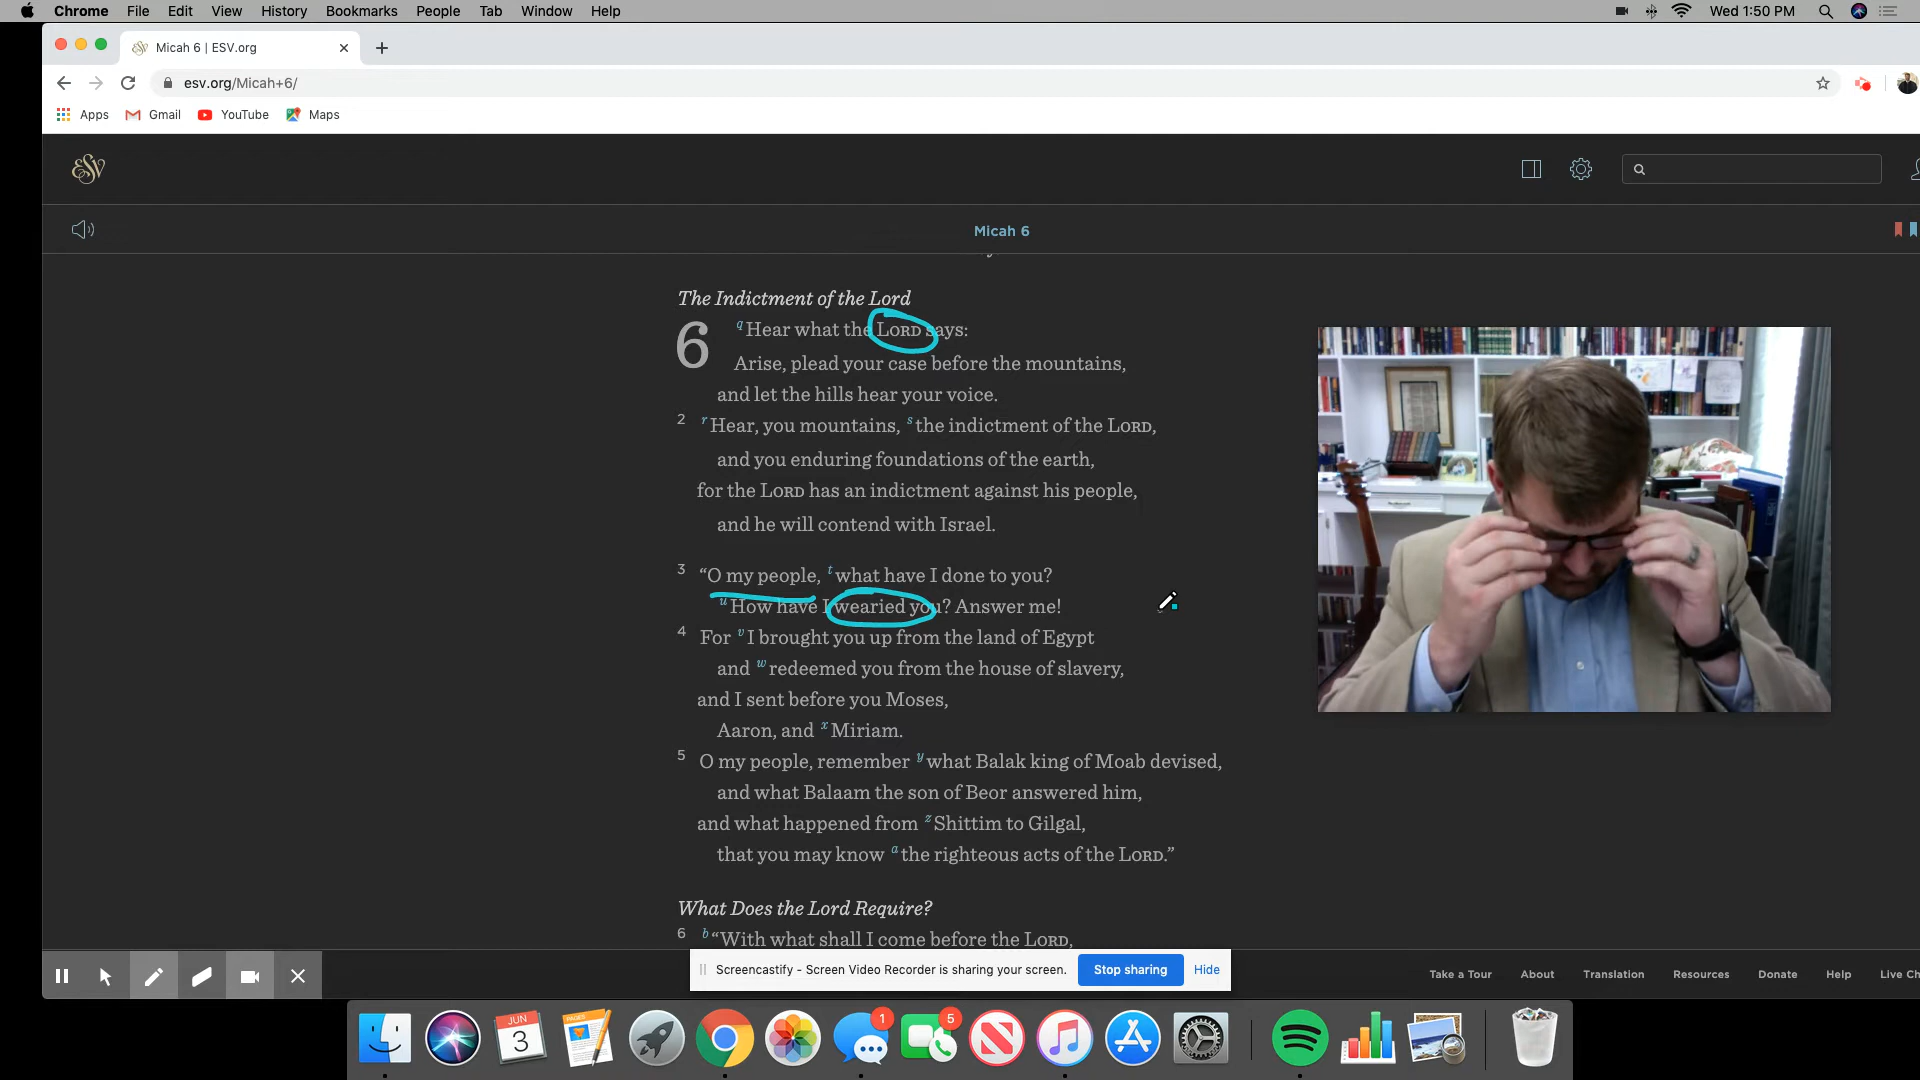 Chrome File Edit View History Bookmarks People Tab Window Help Wed 1:50 PM
Micah 6 | ESV.org
esv.org/Micah+6/
Apps Gmail YouTube Maps
ESV
Micah 6
The Indictment of the Lord
6 q Hear what the LORD says:
Arise, plead your case before the mountains,
and let the hills hear your voice.
2 r Hear, you mountains, s the indictment of the LORD,
and you enduring foundations of the earth,
for the LORD has an indictment against his people,
and he will contend with Israel.
3 “O my people, t what have I done to you?
u How have I wearied you? Answer me!
4 For v I brought you up from the land of Egypt
and w redeemed you from the house of slavery,
and I sent before you Moses,
Aaron, and x Miriam.
5 O my people, remember y what Balak king of Moab devised,
and what Balaam the son of Beor answered him,
and what happened from z Shittim to Gilgal,
that you may know a the righteous acts of the LORD.”
What Does the Lord Require?
6 b “With what shall I come before the LORD,
Screencastify - Screen Video Recorder is sharing your screen. Stop sharing Hide
Take a Tour About Translation Resources Donate Help Live Ch
JUN
3
PAGES
1
5